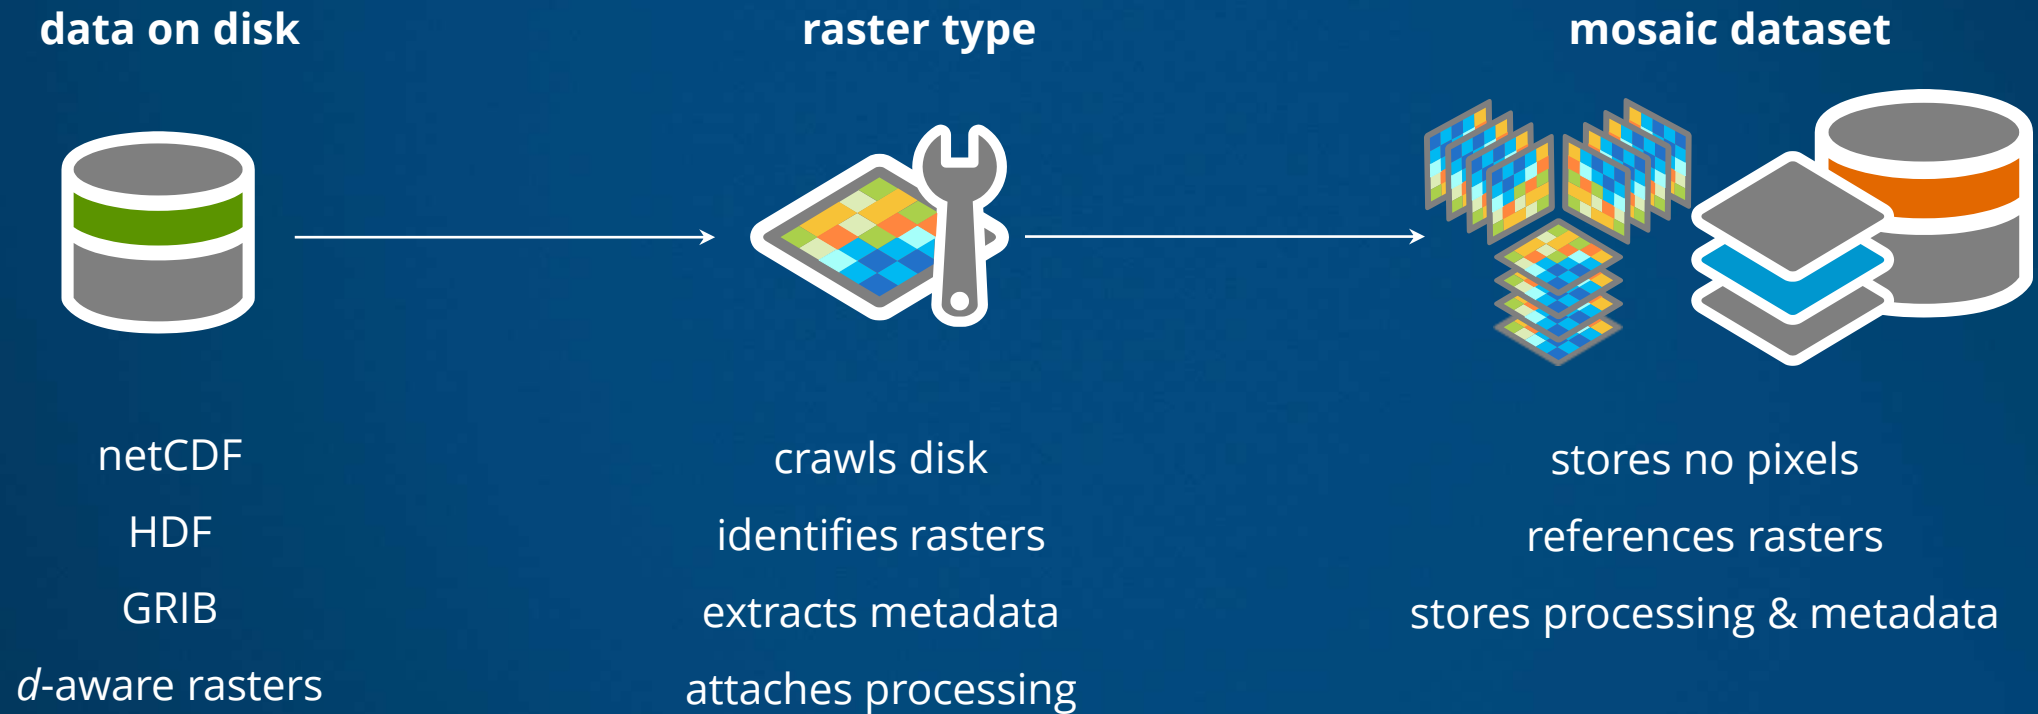 data on disk
netCDF
HDF
GRIB
d-aware rasters
raster type
crawls disk
identifies rasters
extracts metadata
attaches processing
mosaic dataset
stores no pixels
references rasters
stores processing & metadata